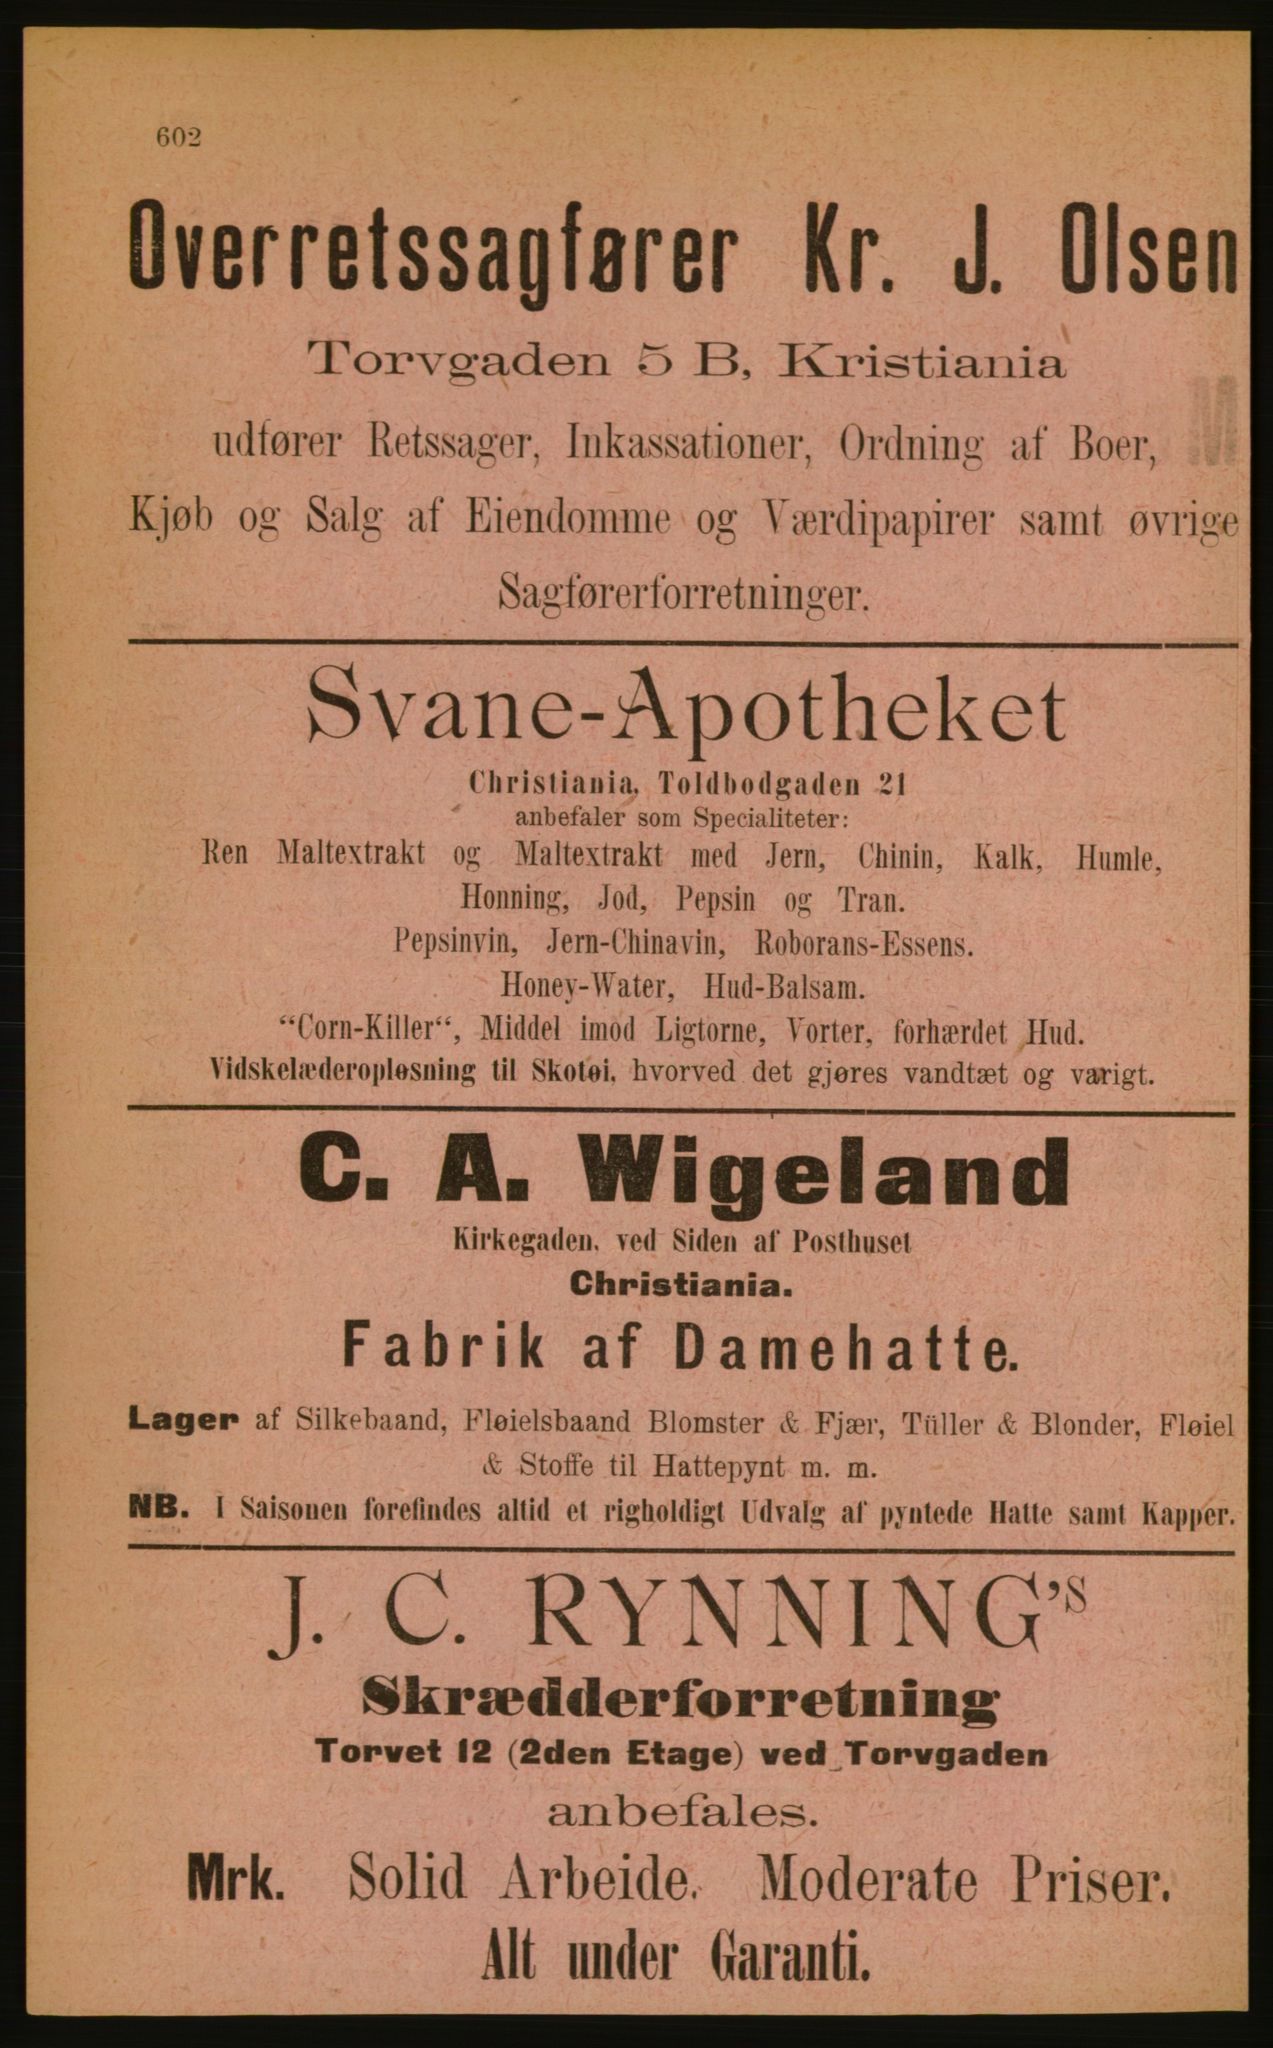 602
Overretssagfører Kr. J. Olsen
Torvgaden 5 B, Kristiania
udfører Retssager, Inkassationer, Ordning af Boer,
Kjøb og Salg af Eiendomme og Værdipapirer samt øvrige
Sagførerforretninger.
Svane-Apotheket
Christiania, Toldbodgaden 21
anbefaler som Specialiteter:
Ren Maltextrakt og Maltextrakt med Jern, Chinin, Kalk, Humle,
Honning, Jod, Pepsin og Tran.
Pepsinvin, Jern-Chinavin, Roborans-Essens.
Honey-Water, Hud-Balsam.
“Corn-Killer“, Middel imod Ligtorne, Vorter, forhærdet Hud.
Vidskelæderopløsning til Skotøi, hvorved det gjøres vandtæt og varigt.
C. A. Wigeland
Kirkegaden, ved Siden af Posthuset
Christiania.
Fabrik af Damehatte.
Lager af Silkebaand, Fløielsbaand Blomster & Fjær, Tüller & Blonder, Fløiel
& Stoffe til Hattepynt m. m.
NB. I Saisonen forefindes altid et righoldigt Udvalg af pyntede Hatte samt Kapper.
J. C. RYNNING's
Skrædderforretning
Torvet 12 (2den Etage) ved Torvgaden
anbefales.
Mrk. Solid Arbeide. Moderate Priser.
Alt under Garanti.